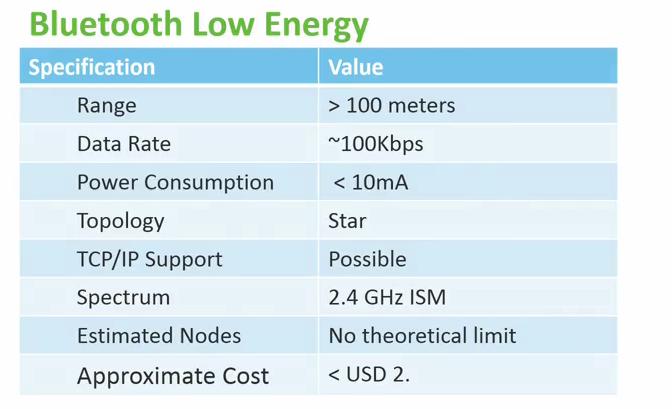 Bluetooth Low Energy
Specification Value
Range > 100 meters
Data Rate ~100Kbps
Power Consumption < 10mA
Topology Star
TCP/IP Support Possible
Spectrum 2.4 GHz ISM
Estimated Nodes No theoretical limit
Approximate Cost < USD 2.